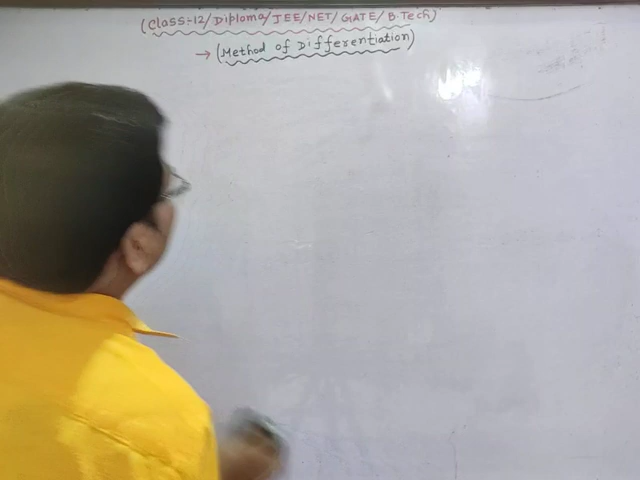 (Class:-12/Diploma/JEE/NET/GATE/B.Tech)
→ (Method of Differentiation)